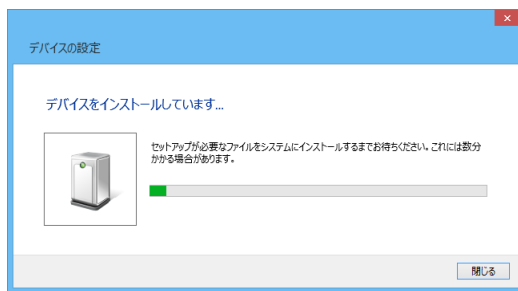 デバイスの設定
デバイスをインストールしています...
セットアップが必要なファイルをシステムにインストールするまでお待ちください。これには数分
かかる場合があります。
閉じる